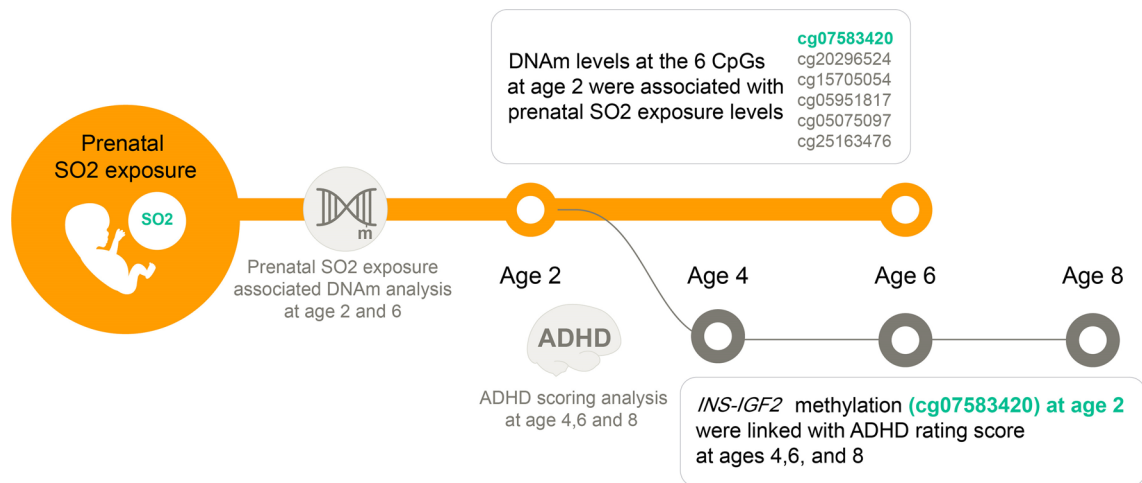 DNAm levels at the 6 CpGs
at age 2 were associated with
prenatal SO2 exposure levels
cg07583420
cg20296524
cg15705054
cg05951817
cg05075097
cg25163476
Prenatal
SO2 exposure
SO2
m
Prenatal SO2 exposure
associated DNAm analysis
at age 2 and 6
Age 2
Age 4
Age 6
Age 8
ADHD
ADHD scoring analysis
at age 4,6 and 8
INS-IGF2 methylation (cg07583420) at age 2
were linked with ADHD rating score
at ages 4,6, and 8